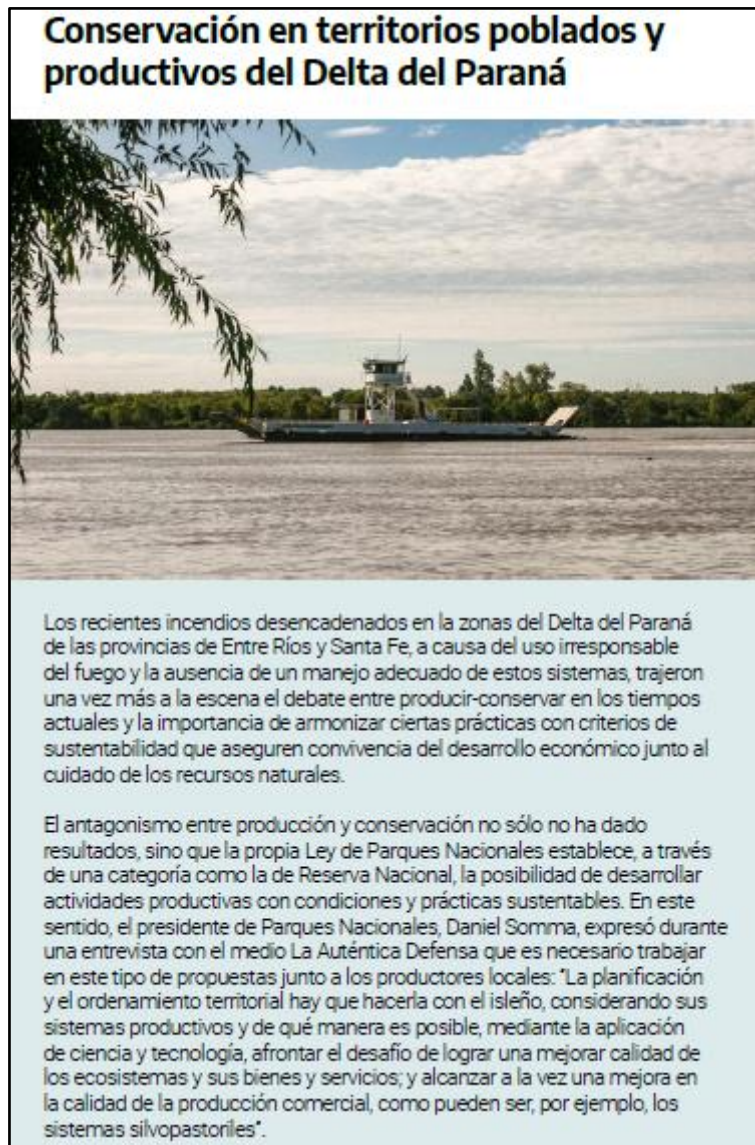 Conservación en territorios poblados y
productivos del Delta del Paraná
Los recientes incendios desencadenados en la zonas del Delta del Paraná
de las provincias de Entre Ríos y Santa Fe, a causa del uso irresponsable
del fuego y la ausencia de un manejo adecuado de estos sistemas, trajeron
una vez más a la escena el debate entre producir-conservar en los tiempos
actuales y la importancia de armonizar ciertas prácticas con criterios de
sustentabilidad que aseguren convivencia del desarrollo económico junto al
cuidado de los recursos naturales.
El antagonismo entre producción y conservación no sólo no ha dado
resultados, sino que la propia Ley de Parques Nacionales establece, a través
de una categoría como la de Reserva Nacional, la posibilidad de desarrollar
actividades productivas con condiciones y prácticas sustentables. En este
sentido, el presidente de Parques Nacionales, Daniel Somma, expresó durante
una entrevista con el medio La Auténtica Defensa que es necesario trabajar
en este tipo de propuestas junto a los productores locales: "La planificación
y el ordenamiento territorial hay que hacerla con el isleño, considerando sus
sistemas productivos y de qué manera es posible, mediante la aplicación
de ciencia y tecnología, afrontar el desafío de lograr una mejorar calidad de
los ecosistemas y sus bienes y servicios; y alcanzar a la vez una mejora en
la calidad de la producción comercial, como pueden ser, por ejemplo, los
sistemas silvopastoriles".